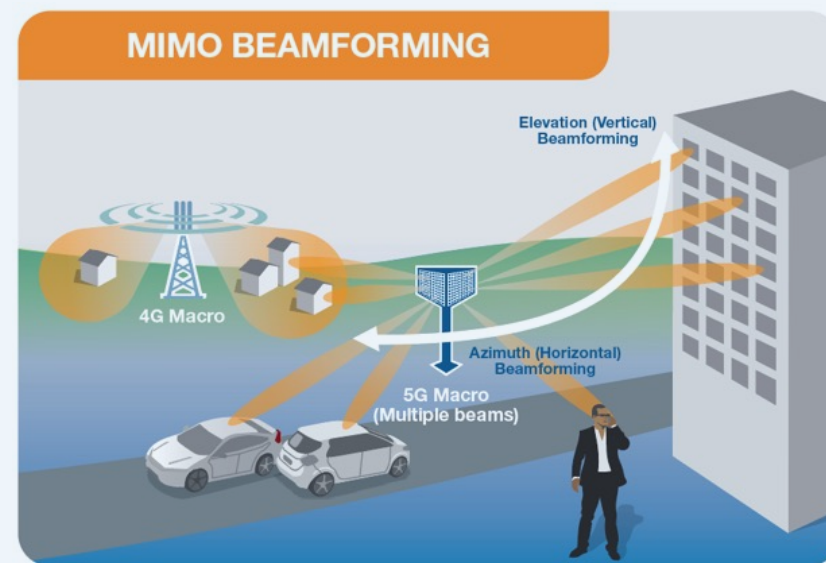 MIMO BEAMFORMING
Elevation (Vertical)
Beamforming
4G Macro
Azimuth (Horizontal)
Beamforming
5G Macro
(Multiple beams)